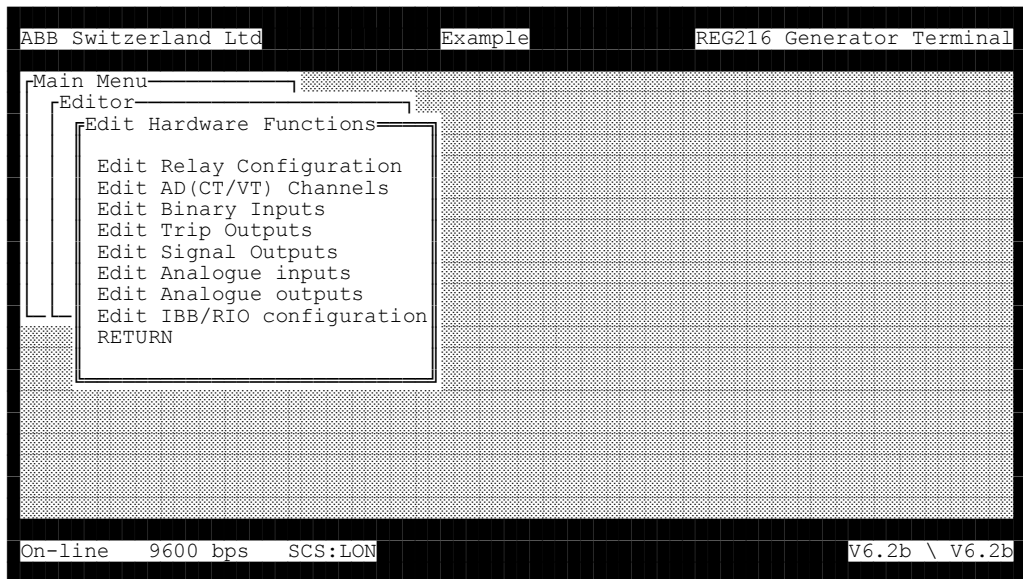 ABB Switzerland Ltd Example REG216 Generator Terminal
Main Menu
Editor
Edit Hardware Functions
Edit Relay Configuration
Edit AD(CT/VT) Channels
Edit Binary Inputs
Edit Trip Outputs
Edit Signal Outputs
Edit Analogue inputs
Edit Analogue outputs
Edit IBB/RIO configuration
RETURN
On-line 9600 bps SCS:LON V6.2b \ V6.2b